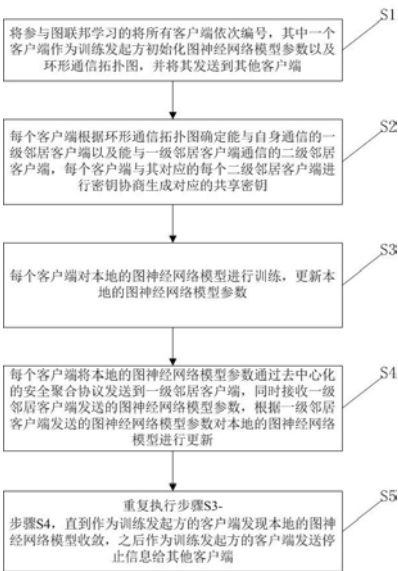 S1
将参与图联邦学习的将所有客户端依次编号，其中一个
客户端作为训练发起方初始化图神经网络模型参数以及
环形通信拓扑图，并将其发送到其他客户端
S2
每个客户端根据环形通信拓扑图确定能与自身通信的一
级邻居客户端以及能与一级邻居客户端通信的二级邻居
客户端，每个客户端与其对应的每个二级邻居客户端进
行密钥协商生成对应的共享密钥
S3
每个客户端对本地的图神经网络模型进行训练，更新本
地的图神经网络模型参数
S4
每个客户端将本地的图神经网络模型参数通过去中心化
的安全聚合协议发送到一级邻居客户端，同时接收一级
邻居客户端发送的图神经网络模型参数，根据一级邻居
客户端发送的图神经网络模型参数对本地的图神经网络
模型进行更新
S5
重复执行步骤S3-
步骤S4，直到作为训练发起方的客户端发现本地的图神
经网络模型收敛，之后作为训练发起方的客户端发送停
止信息给其他客户端